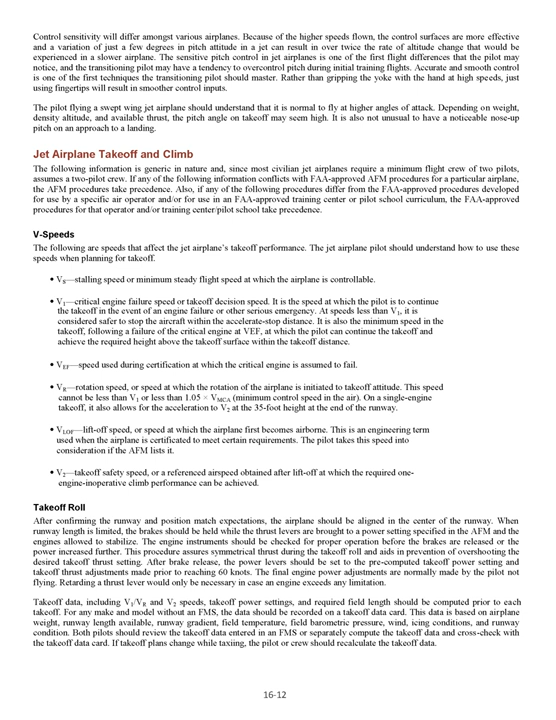 Control sensitivity will differ amongst various airplanes. Because of the higher speeds flown, the control surfaces are more effective
and a variation of just a few degrees in pitch attitude in a jet can result in over twice the rate of altitude change that would be
experienced in a slower airplane. The sensitive pitch control in jet airplanes is one of the first flight differences that the pilot may
notice, and the transitioning pilot may have a tendency to overcontrol pitch during initial training flights. Accurate and smooth control
is one of the first techniques the transitioning pilot should master. Rather than gripping the yoke with the hand at high speeds, just
using fingertips will result in smoother control inputs.
The pilot flying a swept wing jet airplane should understand that it is normal to fly at higher angles of attack. Depending on weight,
density altitude, and available thrust, the pitch angle on takeoff may seem high. It is also not unusual to have a noticeable nose-up
pitch on an approach to a landing.
Jet Airplane Takeoff and Climb
The following information is generic in nature and, since most civilian jet airplanes require a minimum flight crew of two pilots,
assumes a two-pilot crew. If any of the following information conflicts with FAA-approved AFM procedures for a particular airplane,
the AFM procedures take precedence. Also, if any of the following procedures differ from the FAA-approved procedures developed
for use by a specific air operator and/or for use in an FAA-approved training center or pilot school curriculum, the FAA-approved
procedures for that operator and/or training center/pilot school take precedence.
V-Speeds
The following are speeds that affect the jet airplane's takeoff performance. The jet airplane pilot should understand how to use these
speeds when planning for takeoff.
• VS—stalling speed or minimum steady flight speed at which the airplane is controllable.
• V1—critical engine failure speed or takeoff decision speed. It is the speed at which the pilot is to continue
the takeoff in the event of an engine failure or other serious emergency. At speeds less than V1, it is
considered safer to stop the aircraft within the accelerate-stop distance. It is also the minimum speed in the
takeoff, following a failure of the critical engine at VEF, at which the pilot can continue the takeoff and
achieve the required height above the takeoff surface within the takeoff distance.
• VEF—speed used during certification at which the critical engine is assumed to fail.
• VR—rotation speed, or speed at which the rotation of the airplane is initiated to takeoff attitude. This speed
cannot be less than V1 or less than 1.05 × VMCA (minimum control speed in the air). On a single-engine
takeoff, it also allows for the acceleration to V2 at the 35-foot height at the end of the runway.
• VLOF—lift-off speed, or speed at which the airplane first becomes airborne. This is an engineering term
used when the airplane is certificated to meet certain requirements. The pilot takes this speed into
consideration if the AFM lists it.
• V2—takeoff safety speed, or a referenced airspeed obtained after lift-off at which the required one-
engine-inoperative climb performance can be achieved.
Takeoff Roll
After confirming the runway and position match expectations, the airplane should be aligned in the center of the runway. When
runway length is limited, the brakes should be held while the thrust levers are brought to a power setting specified in the AFM and the
engines allowed to stabilize. The engine instruments should be checked for proper operation before the brakes are released or the
power increased further. This procedure assures symmetrical thrust during the takeoff roll and aids in prevention of overshooting the
desired takeoff thrust setting. After brake release, the power levers should be set to the pre-computed takeoff power setting and
takeoff thrust adjustments made prior to reaching 60 knots. The final engine power adjustments are normally made by the pilot not
flying. Retarding a thrust lever would only be necessary in case an engine exceeds any limitation.
Takeoff data, including V1/VR and V2 speeds, takeoff power settings, and required field length should be computed prior to each
takeoff. For any make and model without an FMS, the data should be recorded on a takeoff data card. This data is based on airplane
weight, runway length available, runway gradient, field temperature, field barometric pressure, wind, icing conditions, and runway
condition. Both pilots should review the takeoff data entered in an FMS or separately compute the takeoff data and cross-check with
the takeoff data card. If takeoff plans change while taxiing, the pilot or crew should recalculate the takeoff data.
16-12